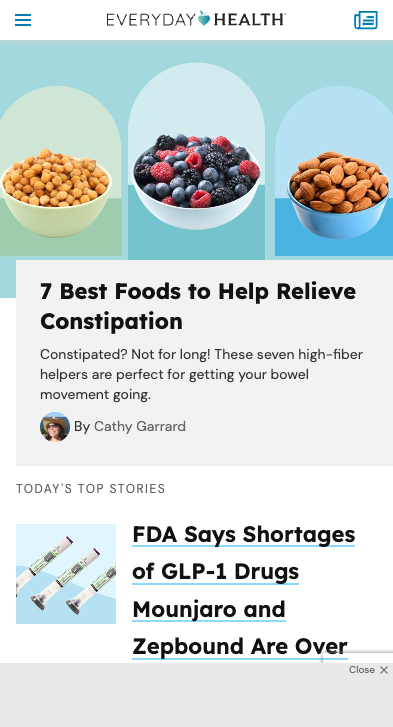 EVERYDAY HEALTH
7 Best Foods to Help Relieve
Constipation
Constipated? Not for long! These seven high-fiber
helpers are perfect for getting your bowel
movement going.
By Cathy Garrard
TODAY'S TOP STORIES
FDA Says Shortages
of GLP-1 Drugs
Mounjaro and
Zepbound Are Over
Close